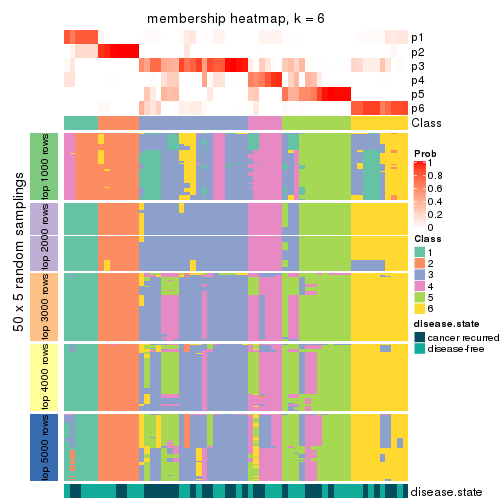 membership heatmap, k = 6
p1
p2
p3
p4
p5
p6
Class
50 x 5 random samplings
top 1000 rows
top 2000 rows
top 3000 rows
top 4000 rows
top 5000 rows
Prob
1
0.8
0.6
0.4
0.2
0
Class
1
2
3
4
5
6
disease.state
cancer recurred
disease-free
disease.state